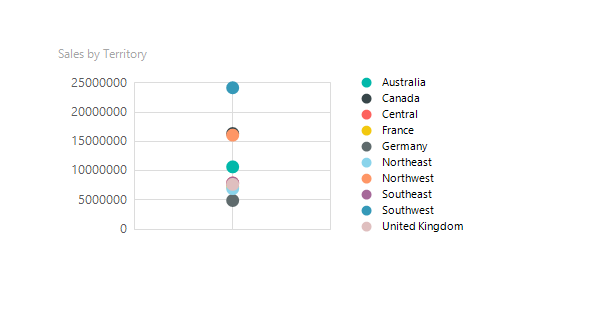 Sales by Territory
25000000
20000000
15000000
10000000
5000000
0
Australia
Canada
Central
France
Germany
Northeast
Northwest
Southeast
Southwest
United Kingdom